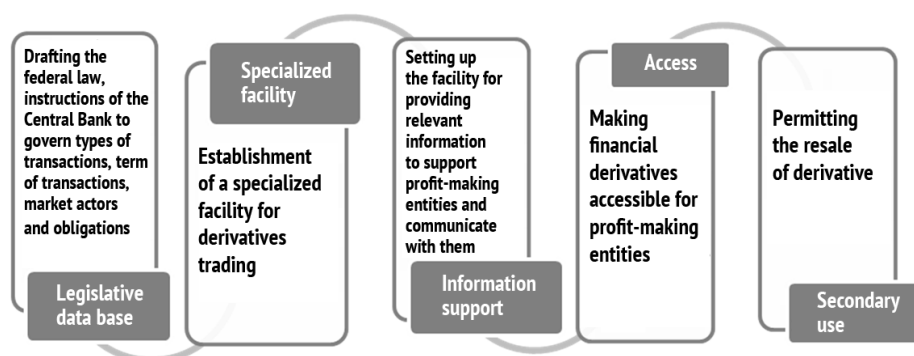 Drafting the
federal law,
instructions of the
Central Bank to
govern types of
transactions, term
of transactions,
market actors
and obligations
Legislative
data base
Specialized
facility
Establishment
of a specialized
facility for
derivatives
trading
Setting up
the facility for
providing
relevant
information
to support
profit-making
entities and
communicate
with them
Information
support
Access
Making
financial
derivatives
accessible for
profit-making
entities
Permitting
the resale
of derivative
Secondary
use